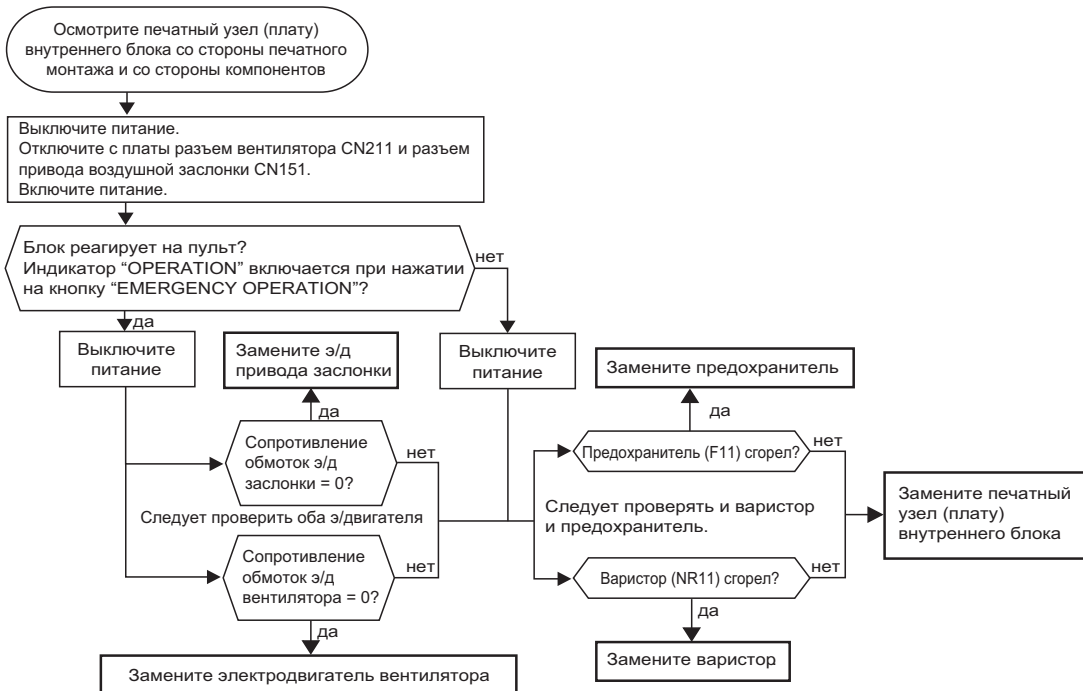 Осмотрите печатный узел (плату)
внутреннего блока со стороны печатного
монтажа и со стороны компонентов
Выключите питание.
Отключите с платы разъем вентилятора CN211 и разъем
привода воздушной заслонки CN151.
Включите питание.
Блок реагирует на пульт?
Индикатор “OPERATION” включается при нажатии
на кнопку “EMERGENCY OPERATION”?
нет
да
Выключите
питание
Замените э/д
привода заслонки
Выключите
питание
Замените предохранитель
да
да
Сопротивление
обмоток э/д
заслонки = 0?
нет
Предохранитель (F11) сгорел?
нет
Следует проверить оба э/двигателя
Следует проверять и варистор
и предохранитель.
Замените печатный
узел (плату)
внутреннего блока
Сопротивление
обмоток э/д
вентилятора = 0?
нет
Варистор (NR11) сгорел?
нет
да
да
Замените электродвигатель вентилятора
Замените варистор